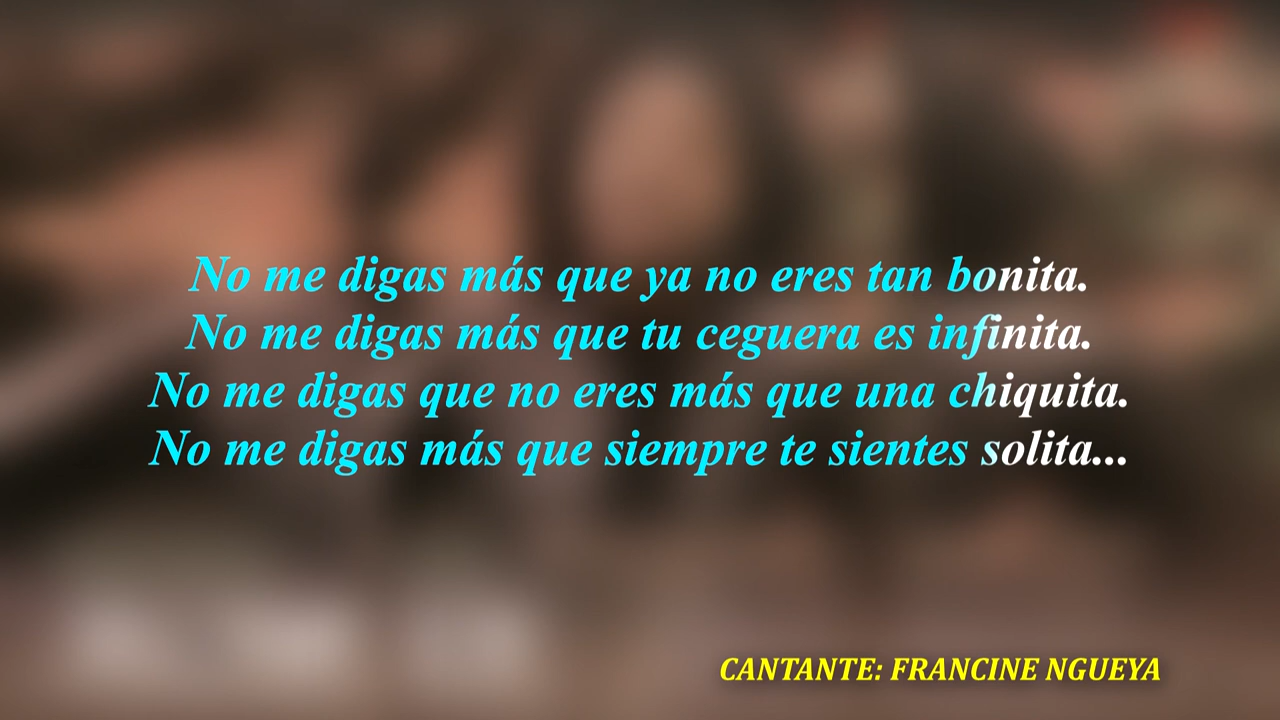 No me digas más que ya no eres tan bonita.
No me digas más que tu ceguera es infinita.
No me digas que no eres más que una chiquita.
No me digas más que siempre te sientes solita...
CANTANTE: FRANCINE NGUEYA